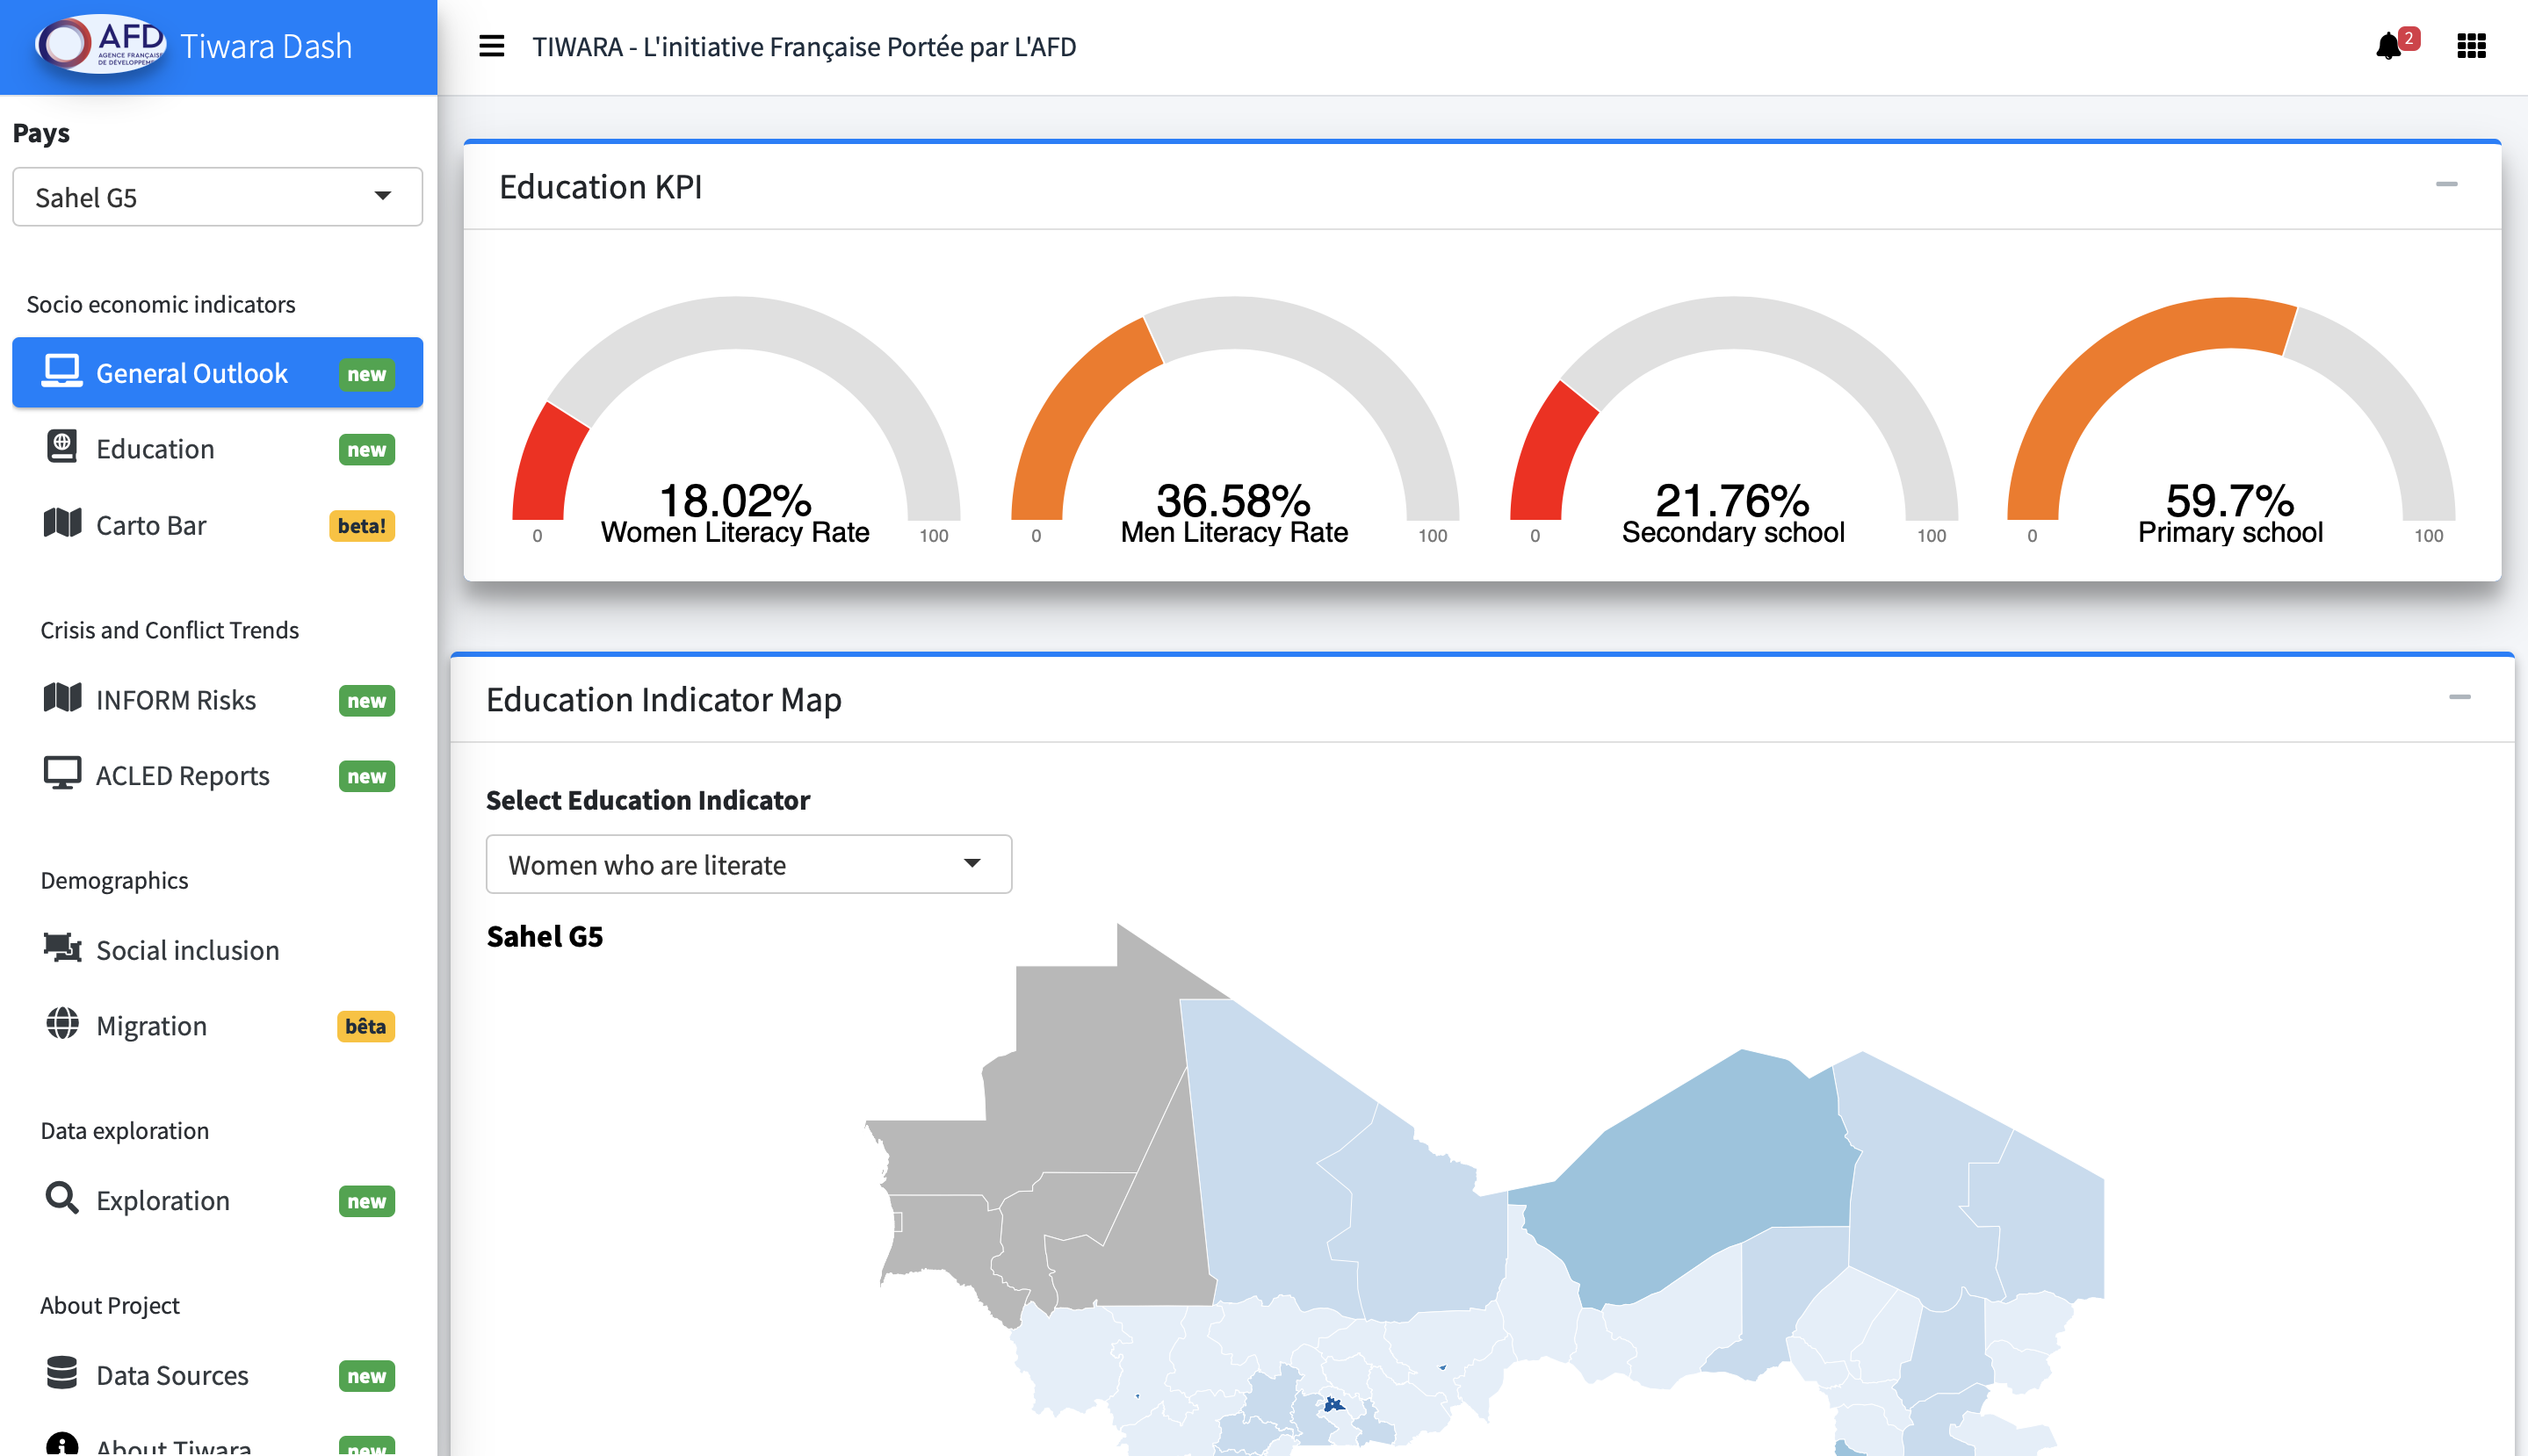 AFD
AGENCE FRANÇAISE
DE DÉVELOPPEME
Tiwara Dash
TIWARA - L'initiative Française Portée par L'AFD
2
Pays
Sahel G5
Socio economic indicators
General Outlook new
Education new
Carto Bar beta!
Crisis and Conflict Trends
INFORM Risks new
ACLED Reports new
Demographics
Social inclusion
Migration bêta
Data exploration
Exploration new
About Project
Data Sources new
About Tiwara new
Education KPI
18.02%
Women Literacy Rate
0 100
36.58%
Men Literacy Rate
0 100
21.76%
Secondary school
0 100
59.7%
Primary school
0 100
Education Indicator Map
Select Education Indicator
Women who are literate
Sahel G5